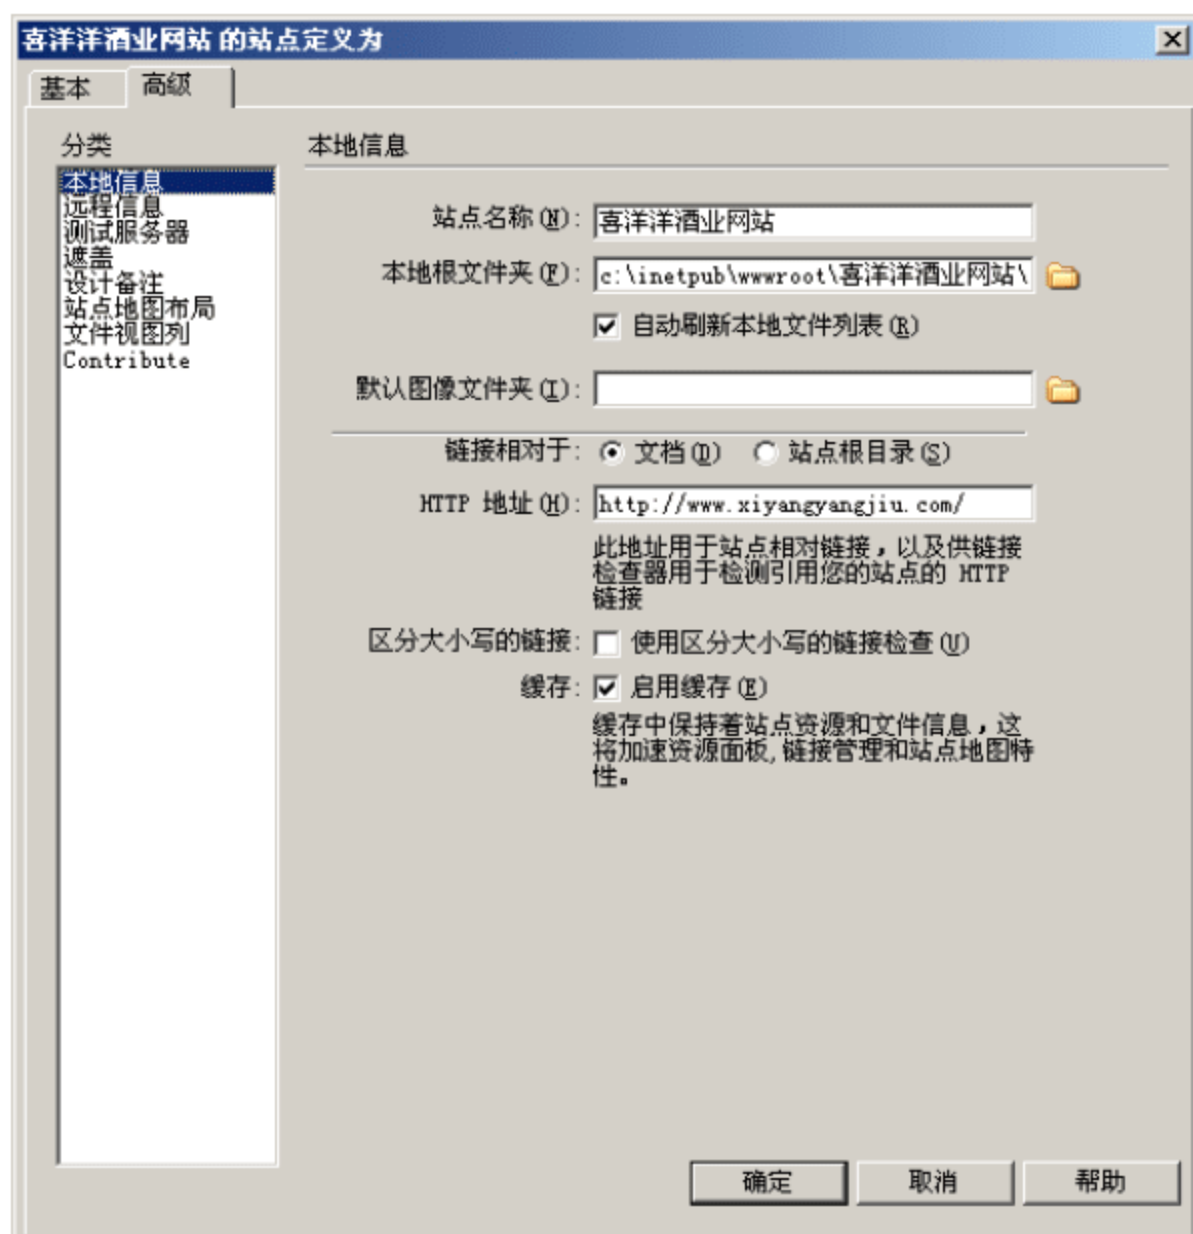 喜洋洋酒业网站 的站点定义为
基本 高级
分类
本地信息
远程信息
测试服务器
遮盖
设计备注
站点地图布局
文件视图列
Contribute
本地信息
站点名称(N): 喜洋洋酒业网站
本地根文件夹(F): c:\inetpub\wwwroot\喜洋洋酒业网站\
自动刷新本地文件列表(R)
默认图像文件夹(I):
链接相对于: 文档(D) 站点根目录(S)
HTTP 地址(H): http://www.xiyangyangjiu.com/
此地址用于站点相对链接，以及供链接
检查器用于检测引用您的站点的 HTTP
链接
区分大小写的链接: 使用区分大小写的链接检查(U)
缓存: 启用缓存(E)
缓存中保持着站点资源和文件信息，这
将加速资源面板,链接管理和站点地图特
性。
确定 取消 帮助